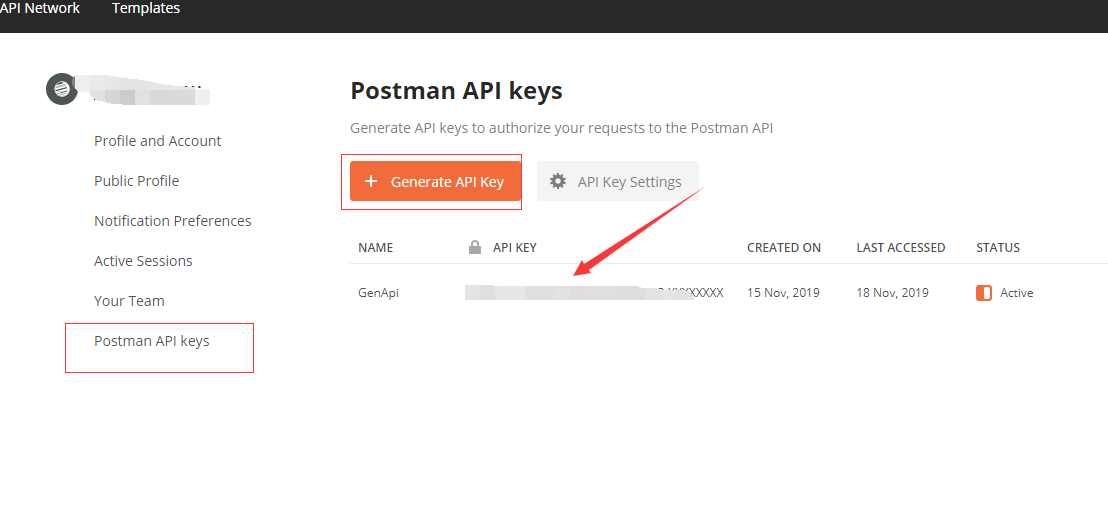 API Network Templates
Postman API keys
Generate API keys to authorize your requests to the Postman API
Profile and Account
Public Profile
Notification Preferences
Active Sessions
Your Team
Postman API keys
+ Generate API Key
API Key Settings
NAME API KEY CREATED ON LAST ACCESSED STATUS
GenApi XXXXX 15 Nov, 2019 18 Nov, 2019 Active